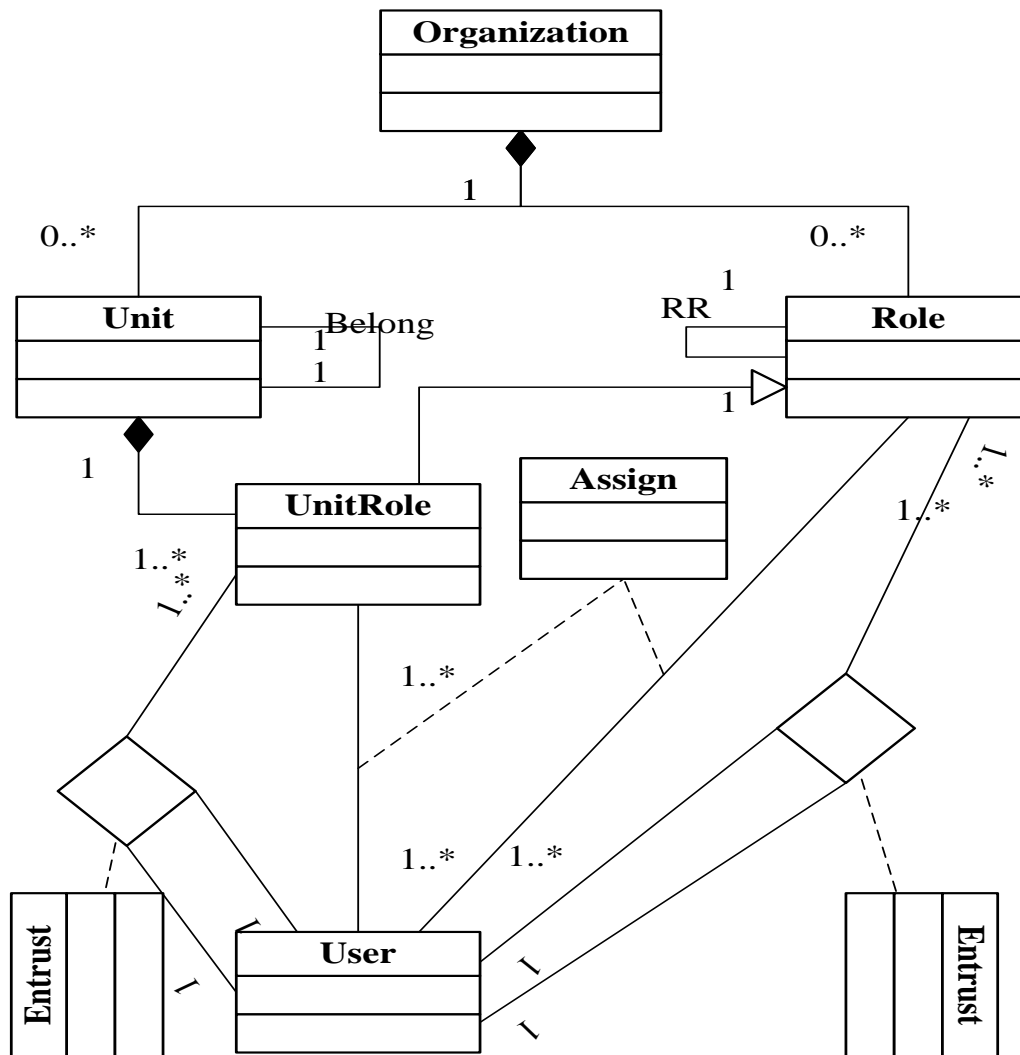 Organization
1
0..*
0..*
1
Unit
Belong
RR
Role
1
1
1
1
1..*
Assign
UnitRole
1..*
1..*
1..*
1..*
1..*
1..*
1
User
1
1
1
Entrust
Entrust